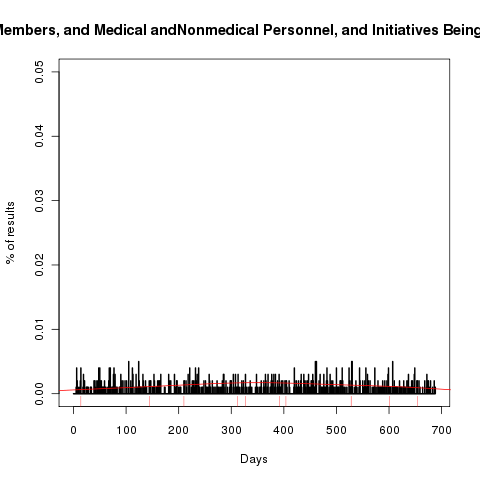 Members, and Medical andNonmedical Personnel, and Initiatives Being
0.05
0.04
0.03
0.02
0.01
0.00
% of results
0 100 200 300 400 500 600 700
Days